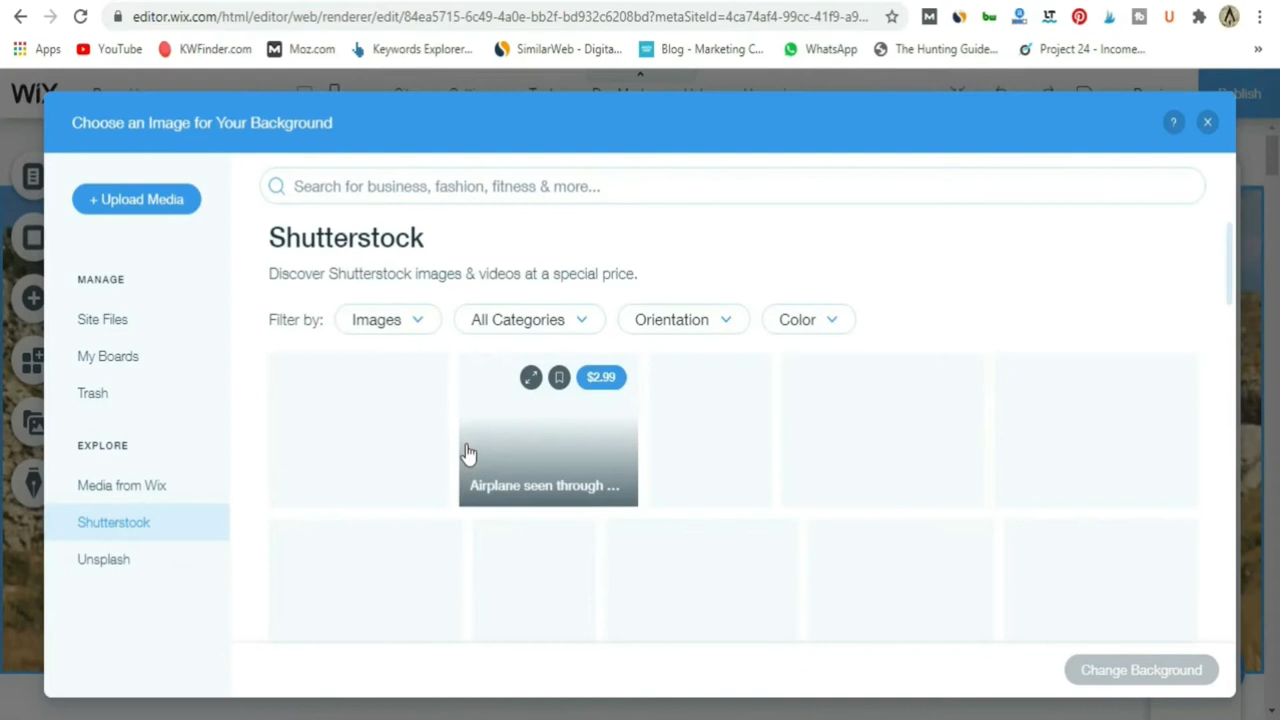 editor.wix.com/html/editor/web/renderer/edit/84ea5715-6c49-4a0e-bb2f-bd932c6208bd?metaSiteId=4ca74af4-99cc-41f9-a9...
Apps YouTube KWFinder.com Moz.com Keywords Explorer... SimilarWeb - Digita... Blog - Marketing C... WhatsApp The Hunting Guide... Project 24 - Income... »
WiX
Publish
Choose an Image for Your Background ?
+ Upload Media
Search for business, fashion, fitness & more...
Shutterstock
Discover Shutterstock images & videos at a special price.
MANAGE
Filter by: Images All Categories Orientation Color
Site Files
My Boards
Trash
$2.99
EXPLORE
Media from Wix
Airplane seen through ...
Shutterstock
Unsplash
Change Background